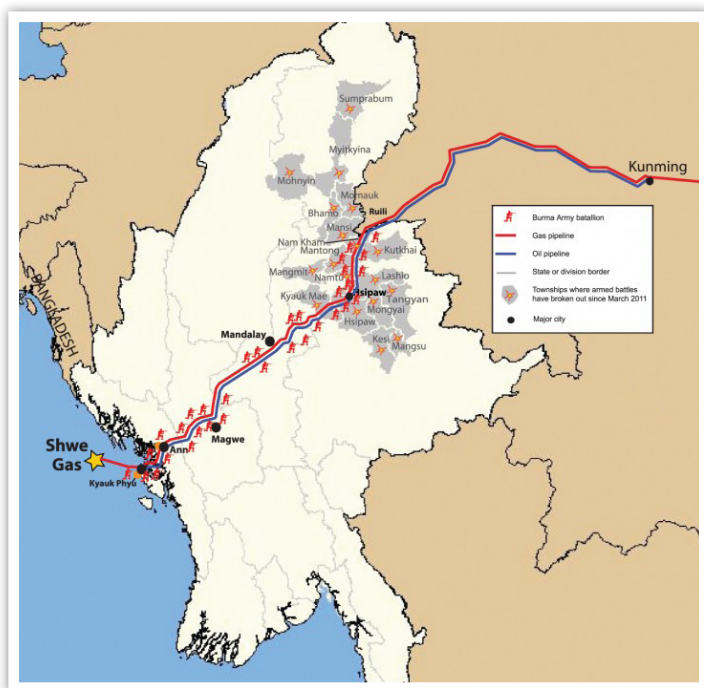 Sumprabum
Myitkyina
Mohnyin
Momauk
Bhamo
Ruili
Mansi
Nam Kham
Mantong
Kutkhai
Mangmit
Namtu
Lashio
Kyauk Mae
Hsipaw
Tangyan
Mongyai
Hsipaw
Kesi
Mangsu
Mandalay
Magwe
Ann
Shwe
Gas
Kyauk Phyu
BANGKADESH
Kunming
Burma Army batallion
Gas pipeline
Oil pipeline
State or division border
Townships where armed battles
have broken out since March 2011
Major city